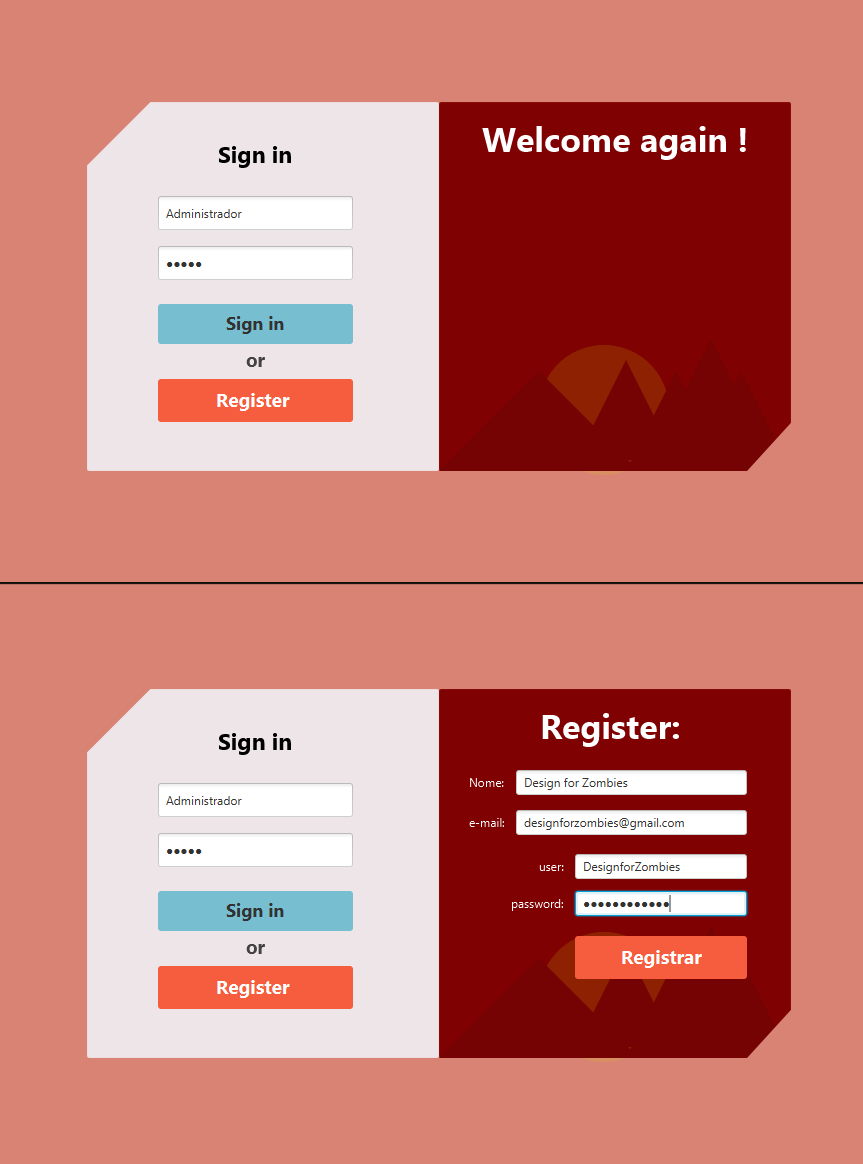 Sign in
Administrador
●●●●●
Sign in
or
Register
Welcome again !
Sign in
Administrador
●●●●●
Sign in
or
Register
Register:
Nome: Design for Zombies
e-mail: designforzombies@gmail.com
user: DesignforZombies
password: ●●●●●●●●●●●●
Registrar